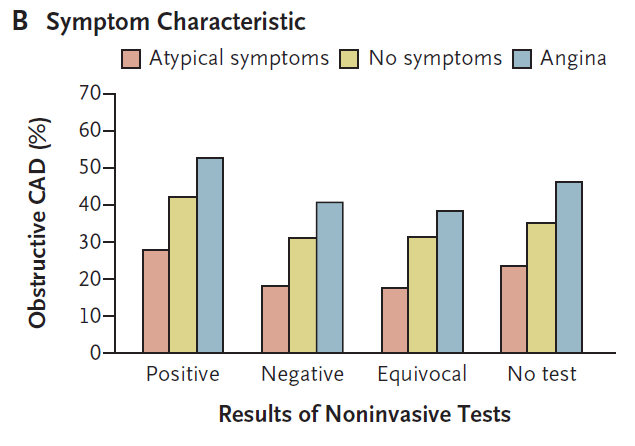 B Symptom Characteristic
Atypical symptoms No symptoms Angina
70
60
50
40
30
20
10
0
Obstructive CAD (%)
Positive Negative Equivocal No test
Results of Noninvasive Tests